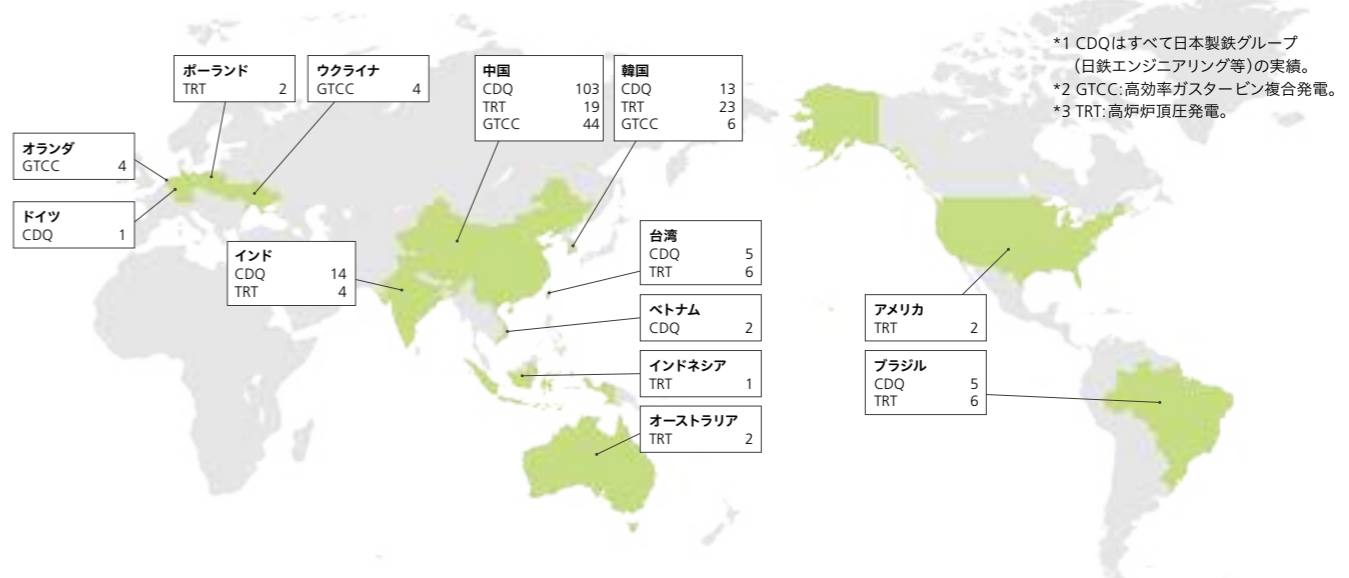 *1 CDQはすべて日本製鉄グループ
（日鉄エンジニアリング等）の実績。
*2 GTCC：高効率ガスタービン複合発電。
*3 TRT：高炉炉頂圧発電。
ポーランド
TRT 2
ウクライナ
GTCC 4
中国
CDQ 103
TRT 19
GTCC 44
韓国
CDQ 13
TRT 23
GTCC 6
オランダ
GTCC 4
ドイツ
CDQ 1
インド
CDQ 14
TRT 4
台湾
CDQ 5
TRT 6
ベトナム
CDQ 2
インドネシア
TRT 1
オーストラリア
TRT 2
アメリカ
TRT 2
ブラジル
CDQ 5
TRT 6